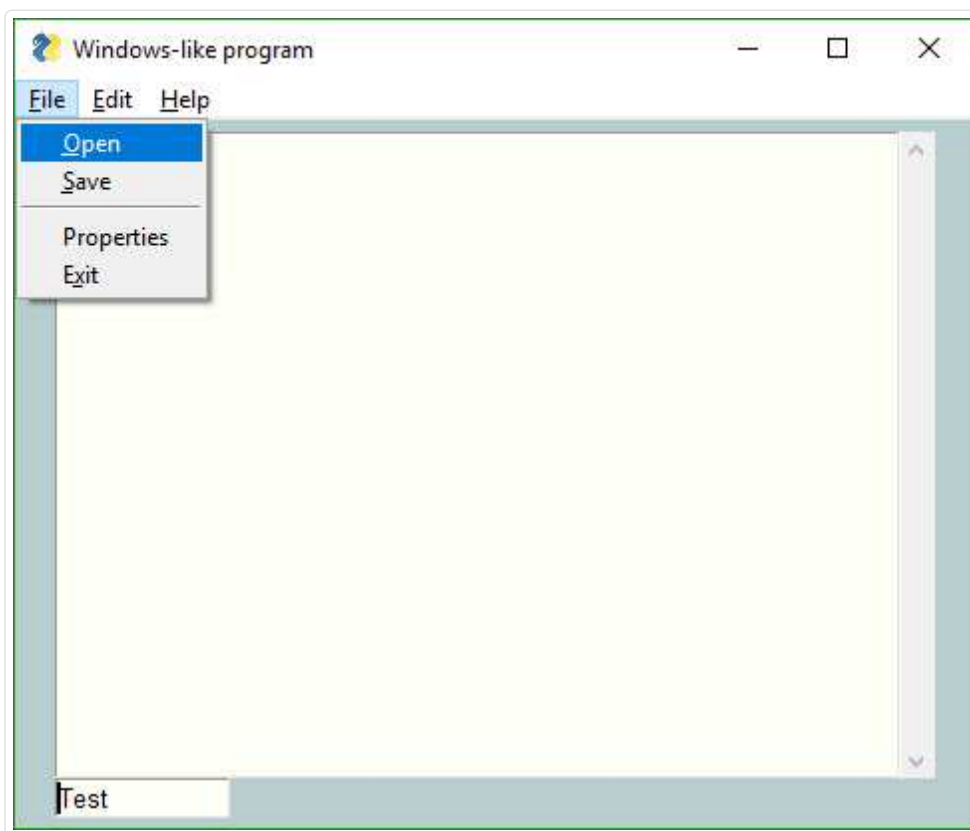 Windows-like program
File Edit Help
Open
Save
Properties
Exit
Test